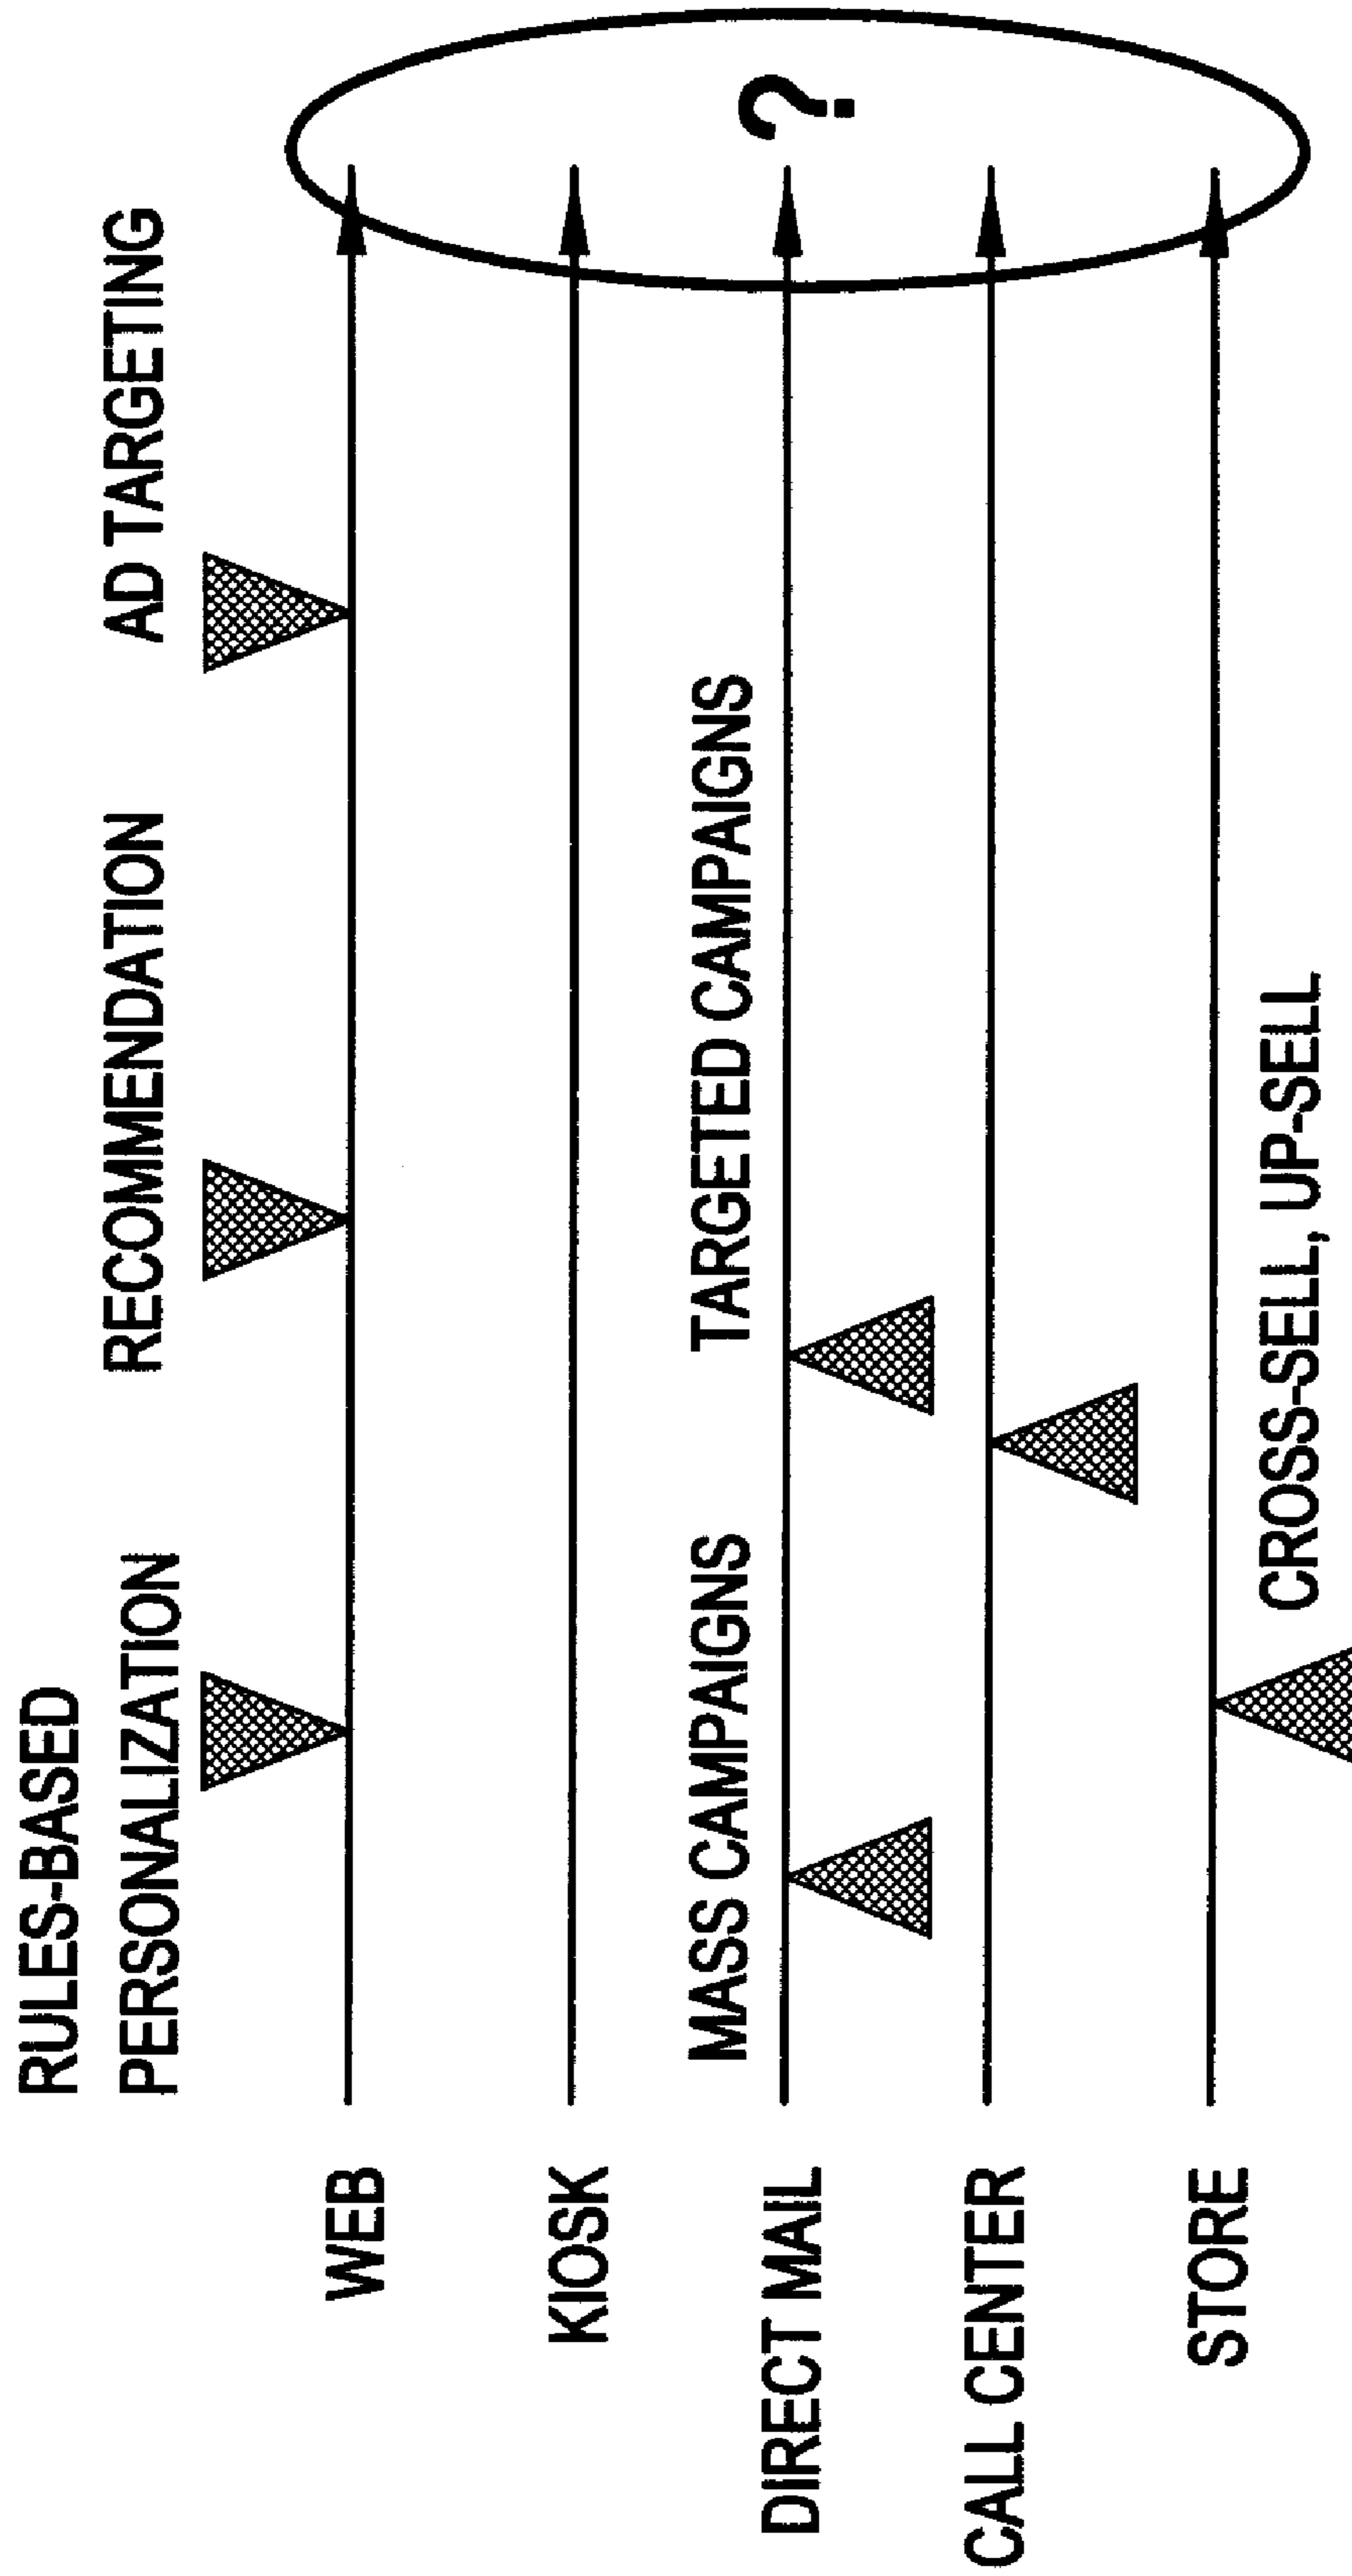 RULES-BASED
PERSONALIZATION
RECOMMENDATION
AD TARGETING
WEB
KIOSK
?
MASS CAMPAIGNS
TARGETED CAMPAIGNS
DIRECT MAIL
CALL CENTER
STORE
CROSS-SELL, UP-SELL